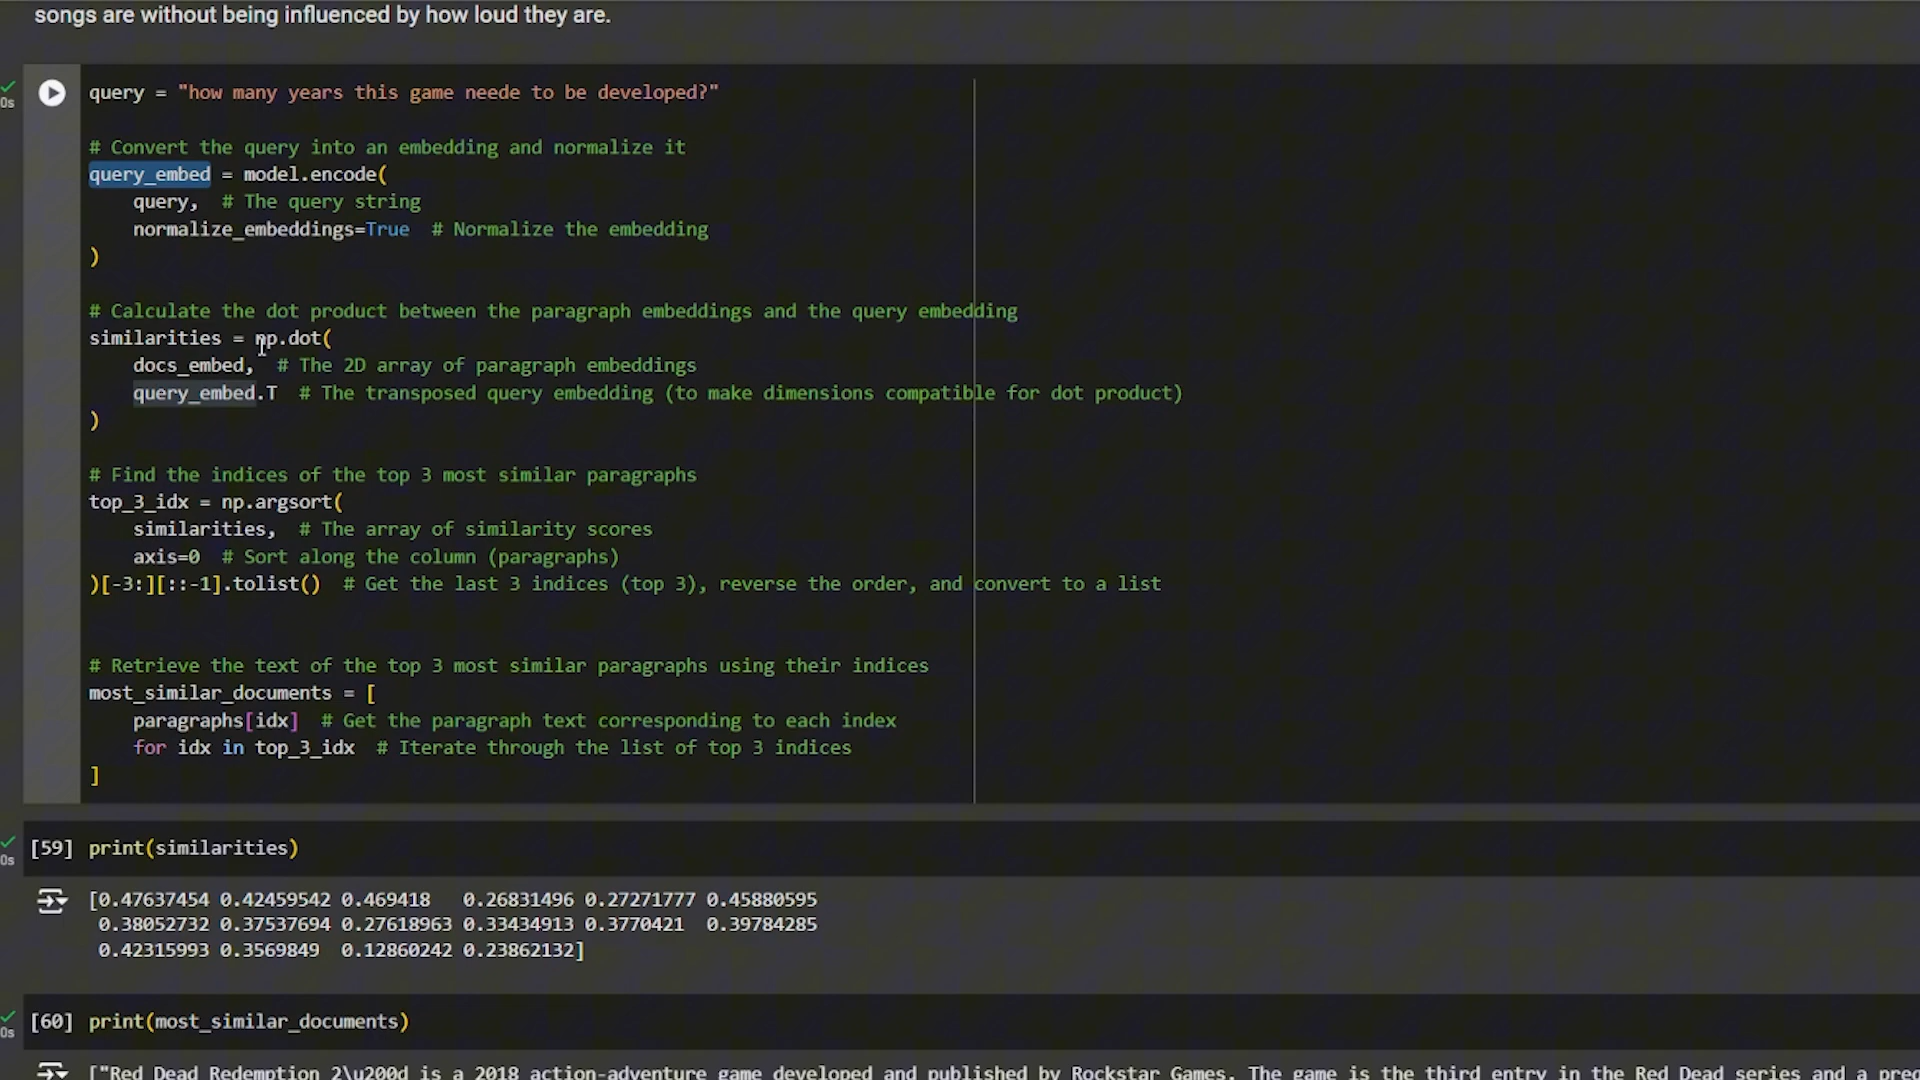 songs are without being influenced by how loud they are.
0s
query = "how many years this game neede to be developed?"
# Convert the query into an embedding and normalize it
query_embed = model.encode(
query, # The query string
normalize_embeddings=True # Normalize the embedding
)
# Calculate the dot product between the paragraph embeddings and the query embedding
similarities = np.dot(
docs_embed, # The 2D array of paragraph embeddings
query_embed.T # The transposed query embedding (to make dimensions compatible for dot product)
)
# Find the indices of the top 3 most similar paragraphs
top_3_idx = np.argsort(
similarities, # The array of similarity scores
axis=0 # Sort along the column (paragraphs)
)[-3:][::-1].tolist() # Get the last 3 indices (top 3), reverse the order, and convert to a list
# Retrieve the text of the top 3 most similar paragraphs using their indices
most_similar_documents = [
paragraphs[idx] # Get the paragraph text corresponding to each index
for idx in top_3_idx # Iterate through the list of top 3 indices
]
0s [59] print(similarities)
[0.47637454 0.42459542 0.469418 0.26831496 0.27271777 0.45880595
0.38052732 0.37537694 0.27618963 0.33434913 0.3770421 0.39784285
0.42315993 0.3569849 0.12860242 0.23862132]
0s [60] print(most_similar_documents)
["Red Dead Redemption 2\u200d is a 2018 action-adventure game developed and published by Rockstar Games. The game is the third entry in the Red Dead series and a pred